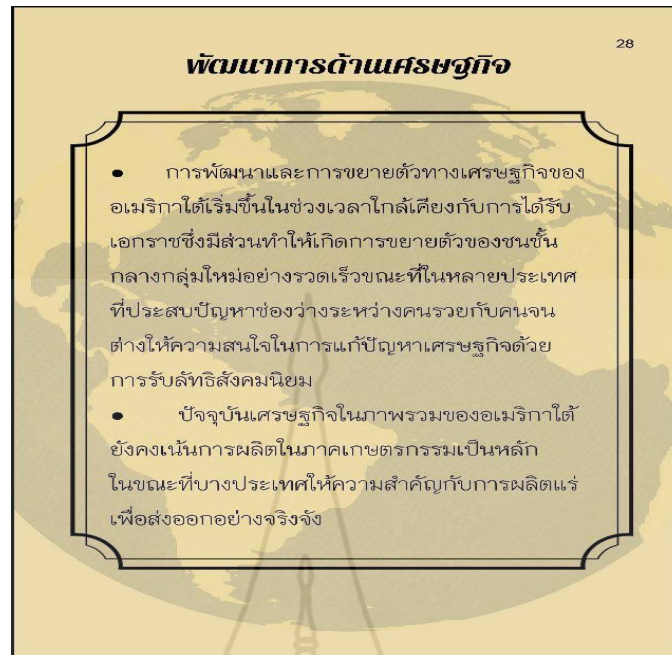 28
พัฒนาการด้านเศรษฐกิจ
• การพัฒนาและการขยายตัวทางเศรษฐกิจของ
อเมริกาใต้เริ่มขึ้นในช่วงเวลาใกล้เคียงกับการได้รับ
เอกราชซึ่งมีส่วนทำให้เกิดการขยายตัวของชนชั้น
กลางกลุ่มใหม่อย่างรวดเร็วขณะที่ในหลายประเทศ
ที่ประสบปัญหาช่องว่างระหว่างคนรวยกับคนจน
ต่างให้ความสนใจในการแก้ปัญหาเศรษฐกิจด้วย
การรับลัทธิสังคมนิยม
• ปัจจุบันเศรษฐกิจในภาพรวมของอเมริกาใต้
ยังคงเน้นการผลิตในภาคเกษตรกรรมเป็นหลัก
ในขณะที่บางประเทศให้ความสำคัญกับการผลิตแร่
เพื่อส่งออกอย่างจริงจัง